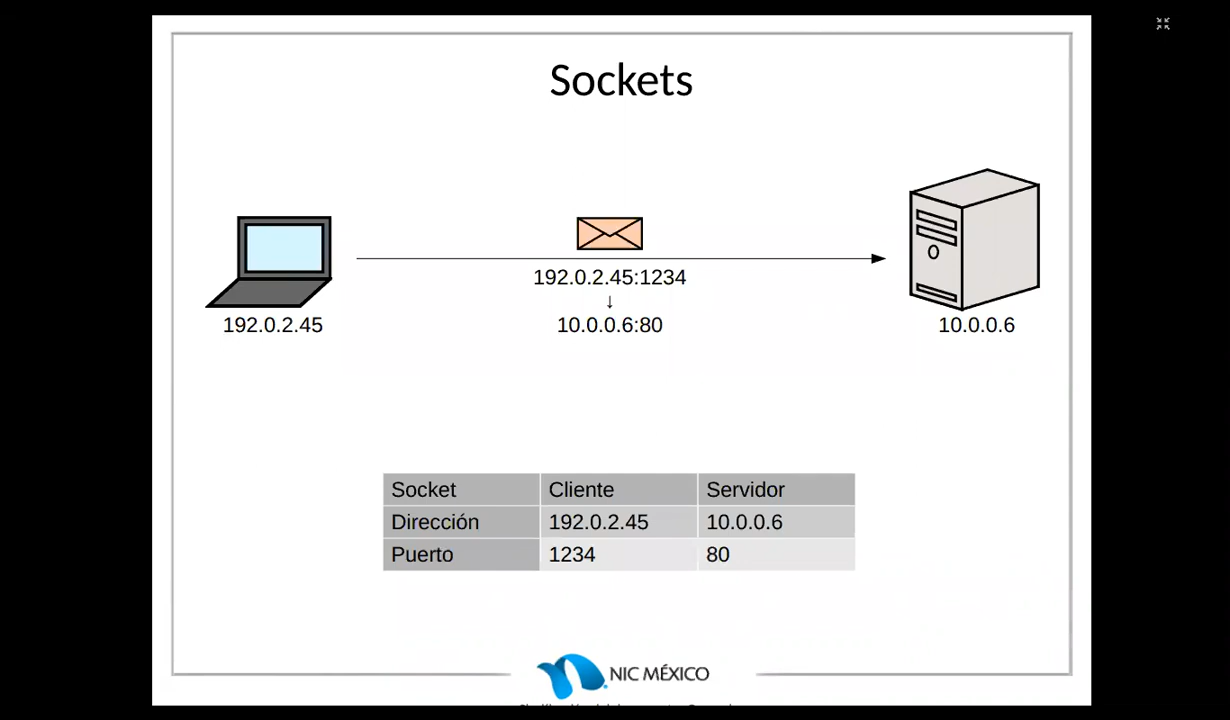 Sockets
192.0.2.45:1234
↓
10.0.0.6:80
192.0.2.45
10.0.0.6
Socket Cliente Servidor
Dirección 192.0.2.45 10.0.0.6
Puerto 1234 80
NIC MÉXICO